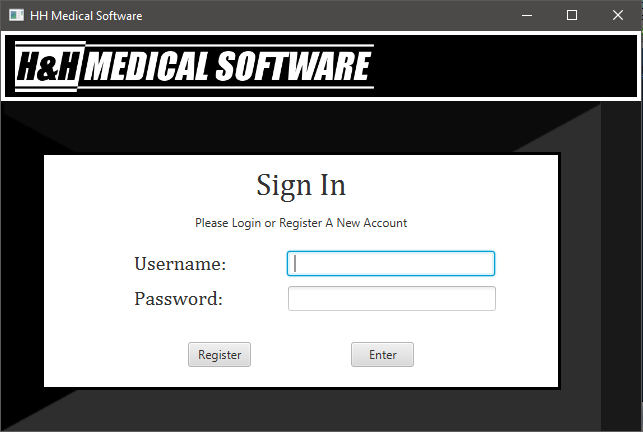 HH Medical Software
H&H MEDICAL SOFTWARE
Sign In
Please Login or Register A New Account
Username:
Password:
Register Enter